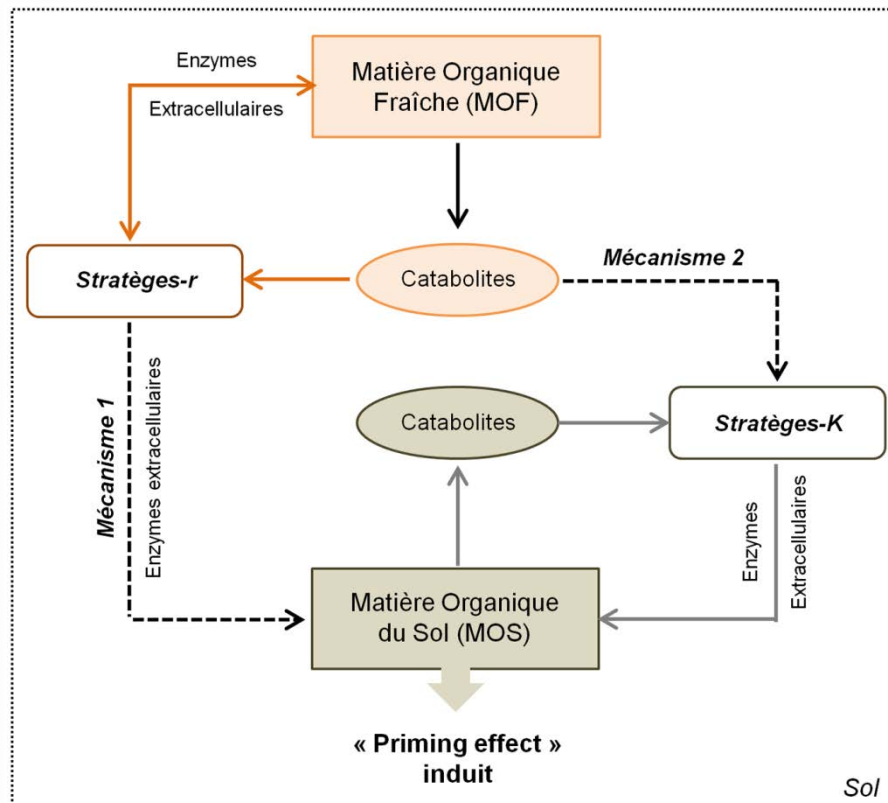 Enzymes
Extracellulaires
Matière Organique
Fraîche (MOF)
Stratèges-r
Catabolites
Mécanisme 2
Mécanisme 1
Enzymes extracellulaires
Catabolites
Stratèges-K
Enzymes
Extracellulaires
Matière Organique
du Sol (MOS)
« Priming effect »
induit
Sol